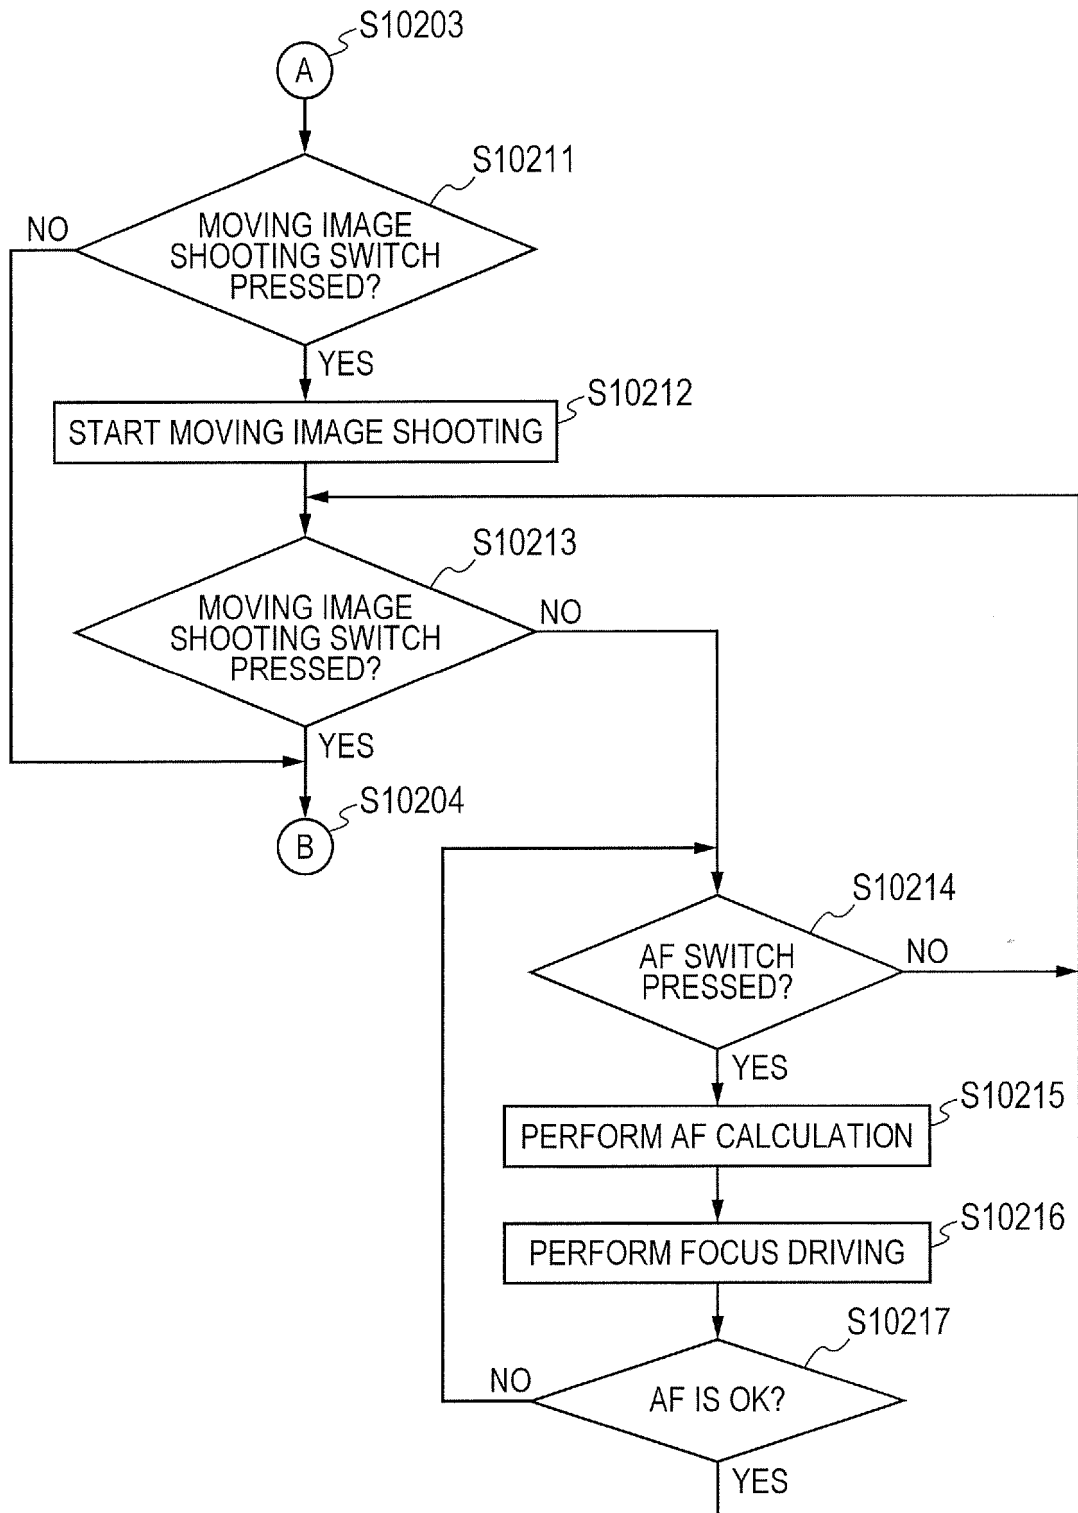 S10203
A
S10211
NO
MOVING IMAGE
SHOOTING SWITCH
PRESSED?
YES
S10212
START MOVING IMAGE SHOOTING
S10213
MOVING IMAGE
SHOOTING SWITCH
PRESSED?
NO
YES
S10204
B
S10214
AF SWITCH
PRESSED?
NO
YES
S10215
PERFORM AF CALCULATION
S10216
PERFORM FOCUS DRIVING
S10217
NO
AF IS OK?
YES